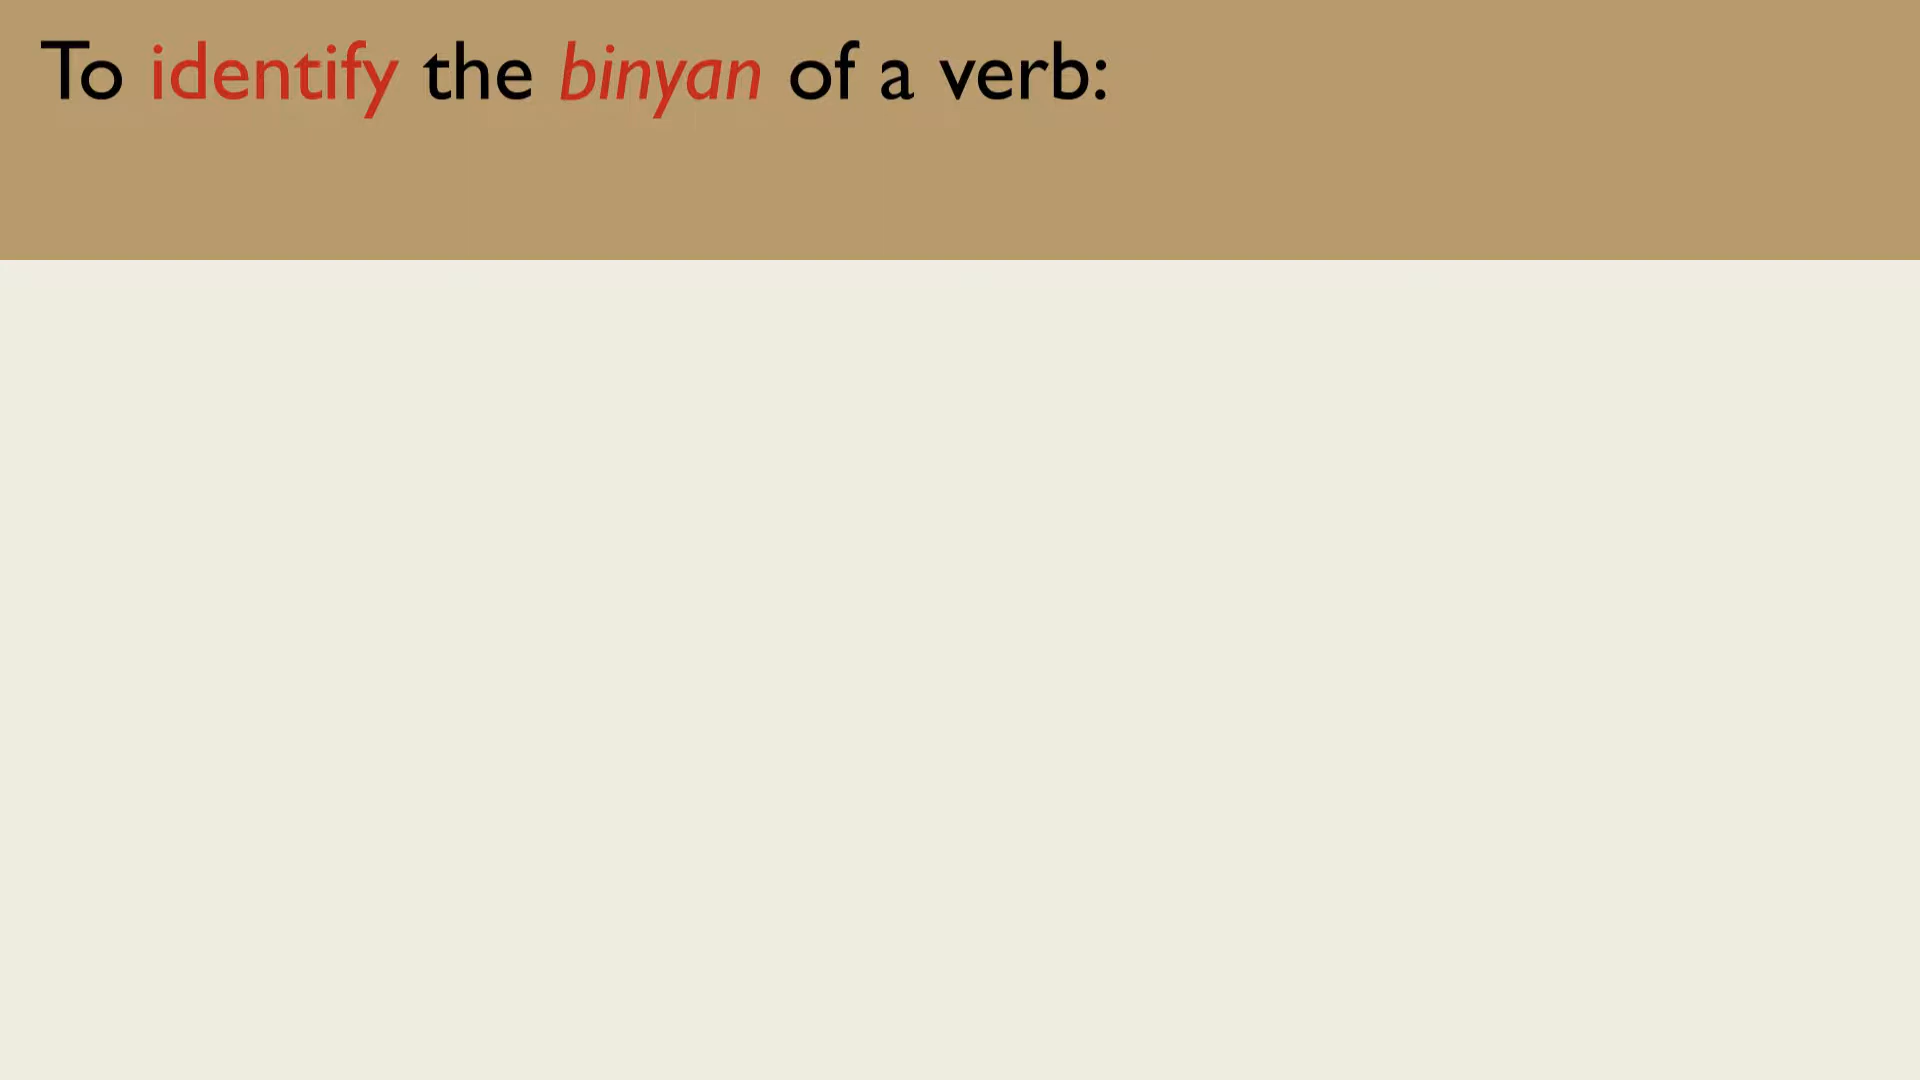 To identify the binyan of a verb: